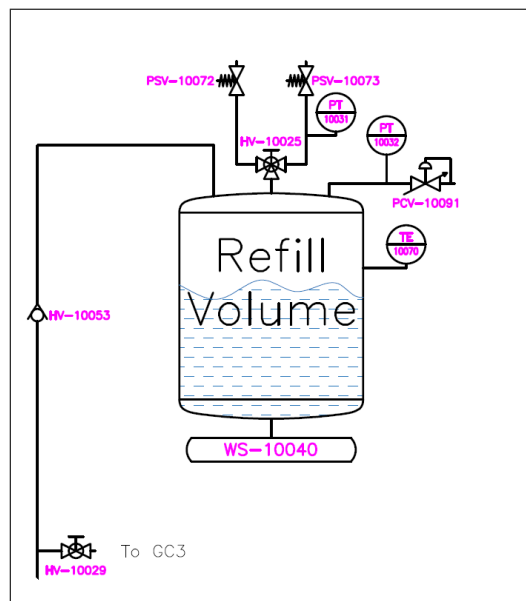 PSV-10072
PSV-10073
PT
10031
HV-10025
PT
10032
PCV-10091
Refill
TE
10070
Volume
HV-10053
WS-10040
To GC3
HV-10029